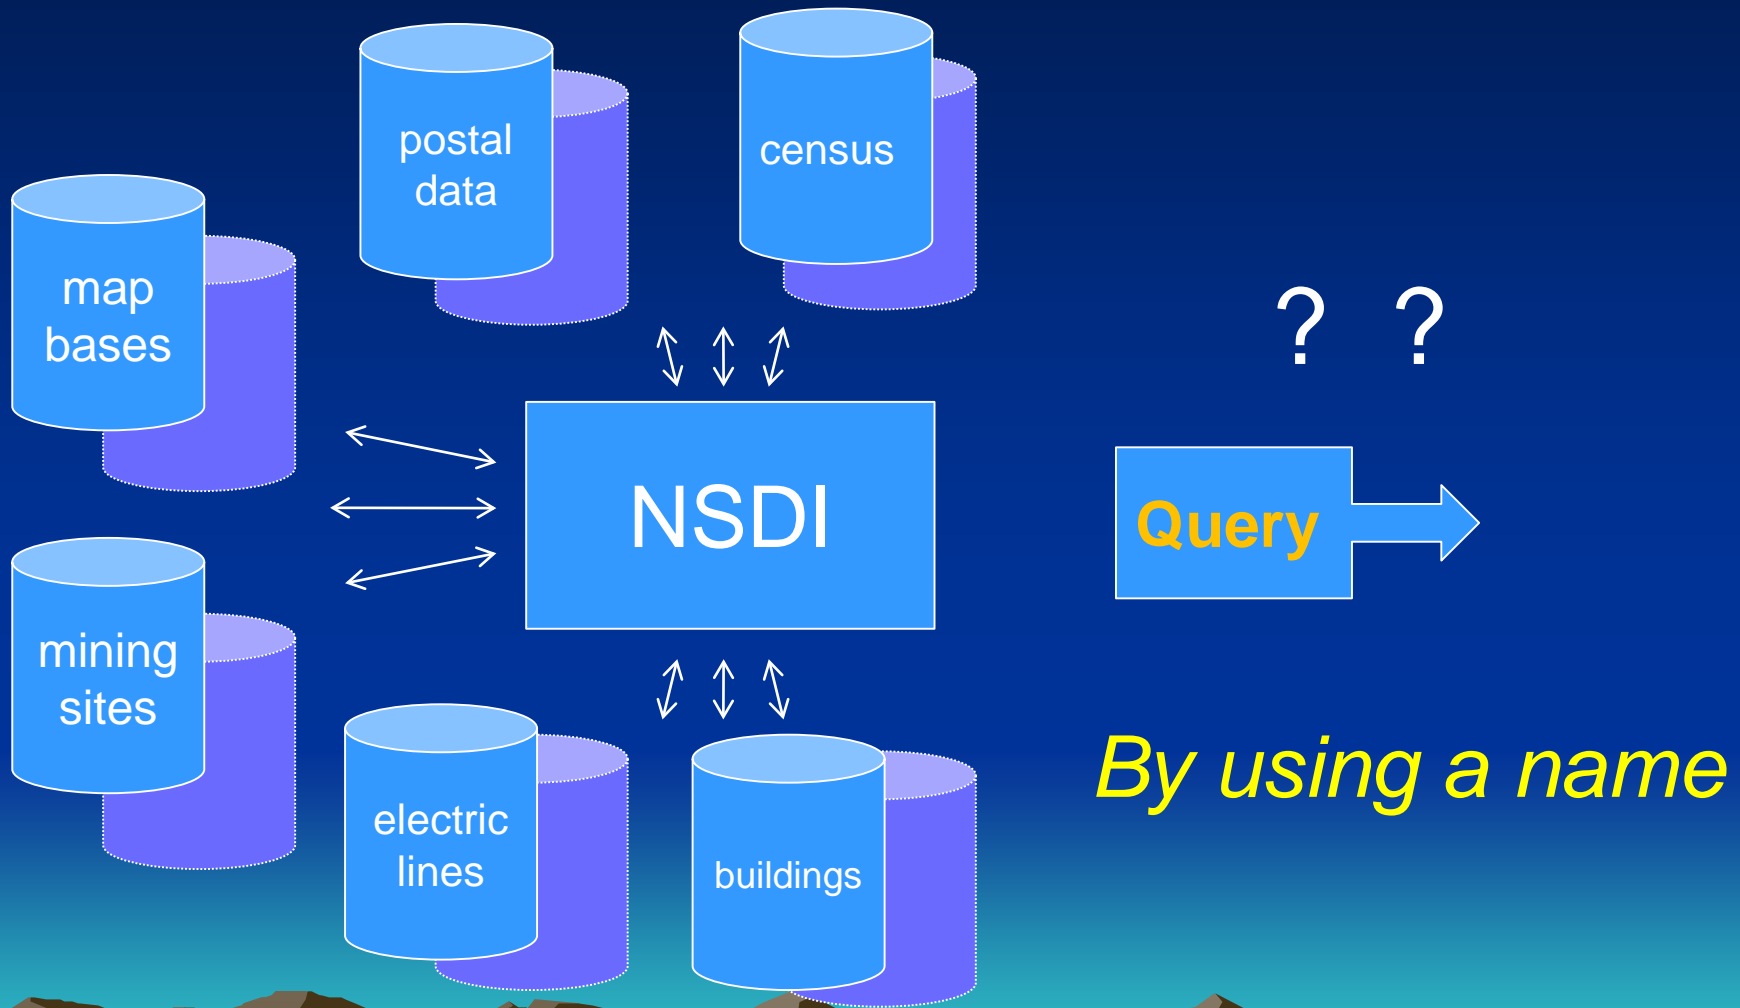 postal
data
census
map
bases
? ?
NSDI
Query
mining
sites
By using a name
electric
lines
buildings